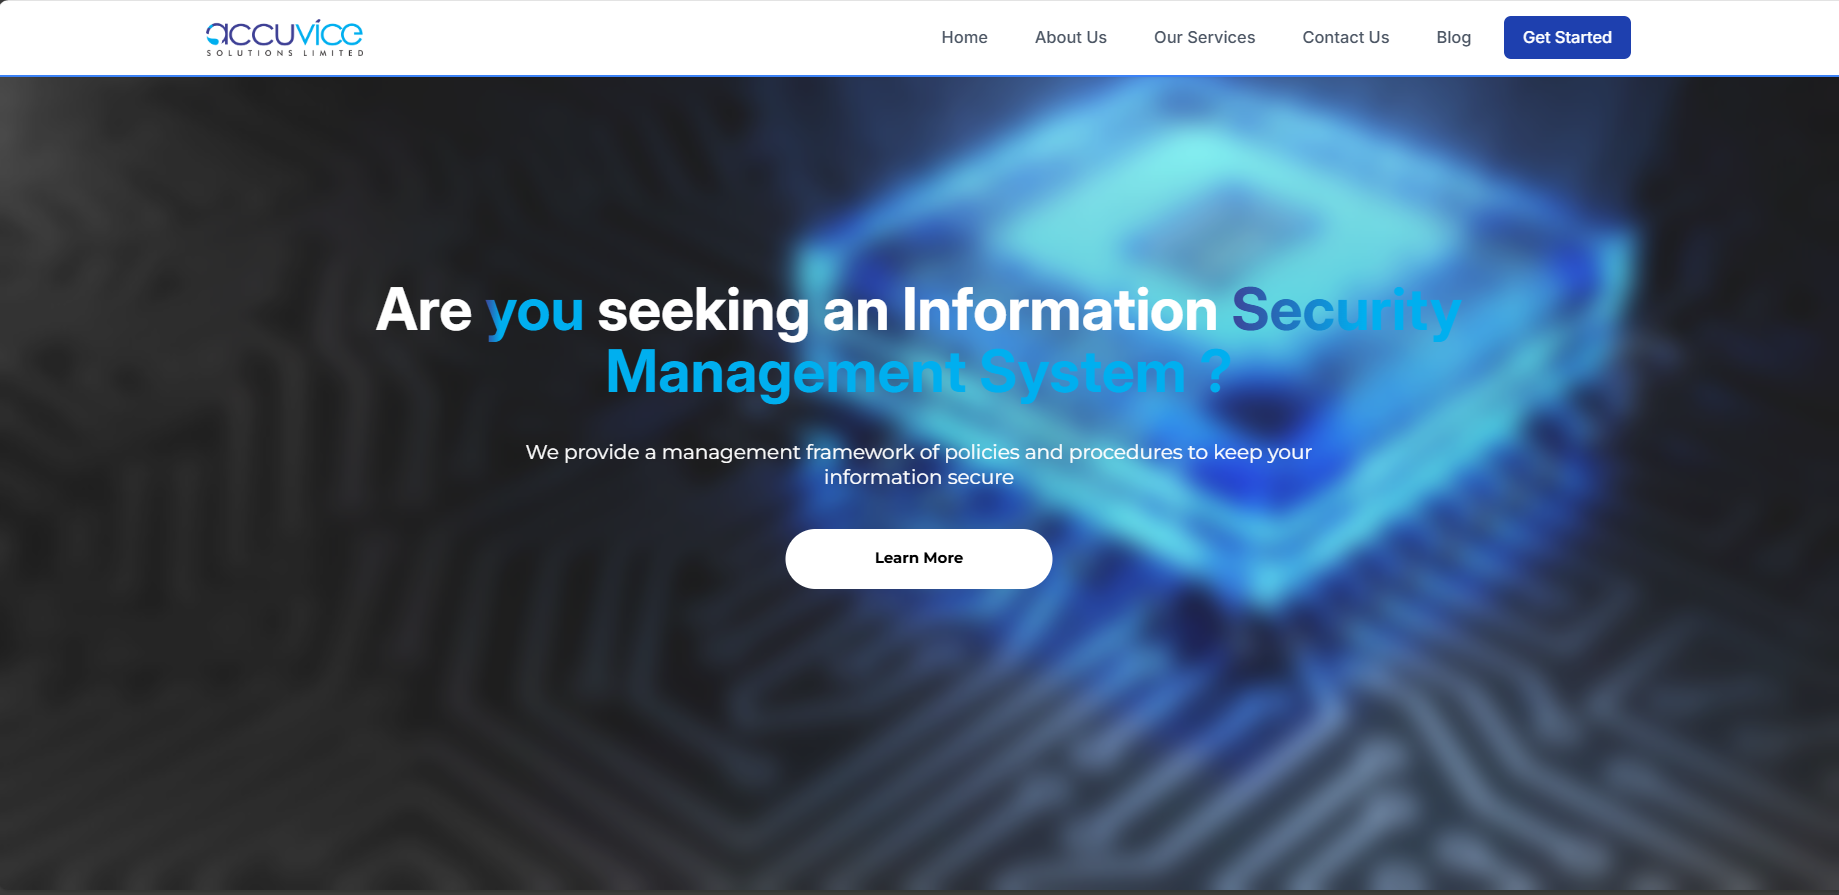 accuvice
SOLUTIONS LIMITED
Home
About Us
Our Services
Contact Us
Blog
Get Started
Are you seeking an Information Security
Management System ?
We provide a management framework of policies and procedures to keep your
information secure
Learn More